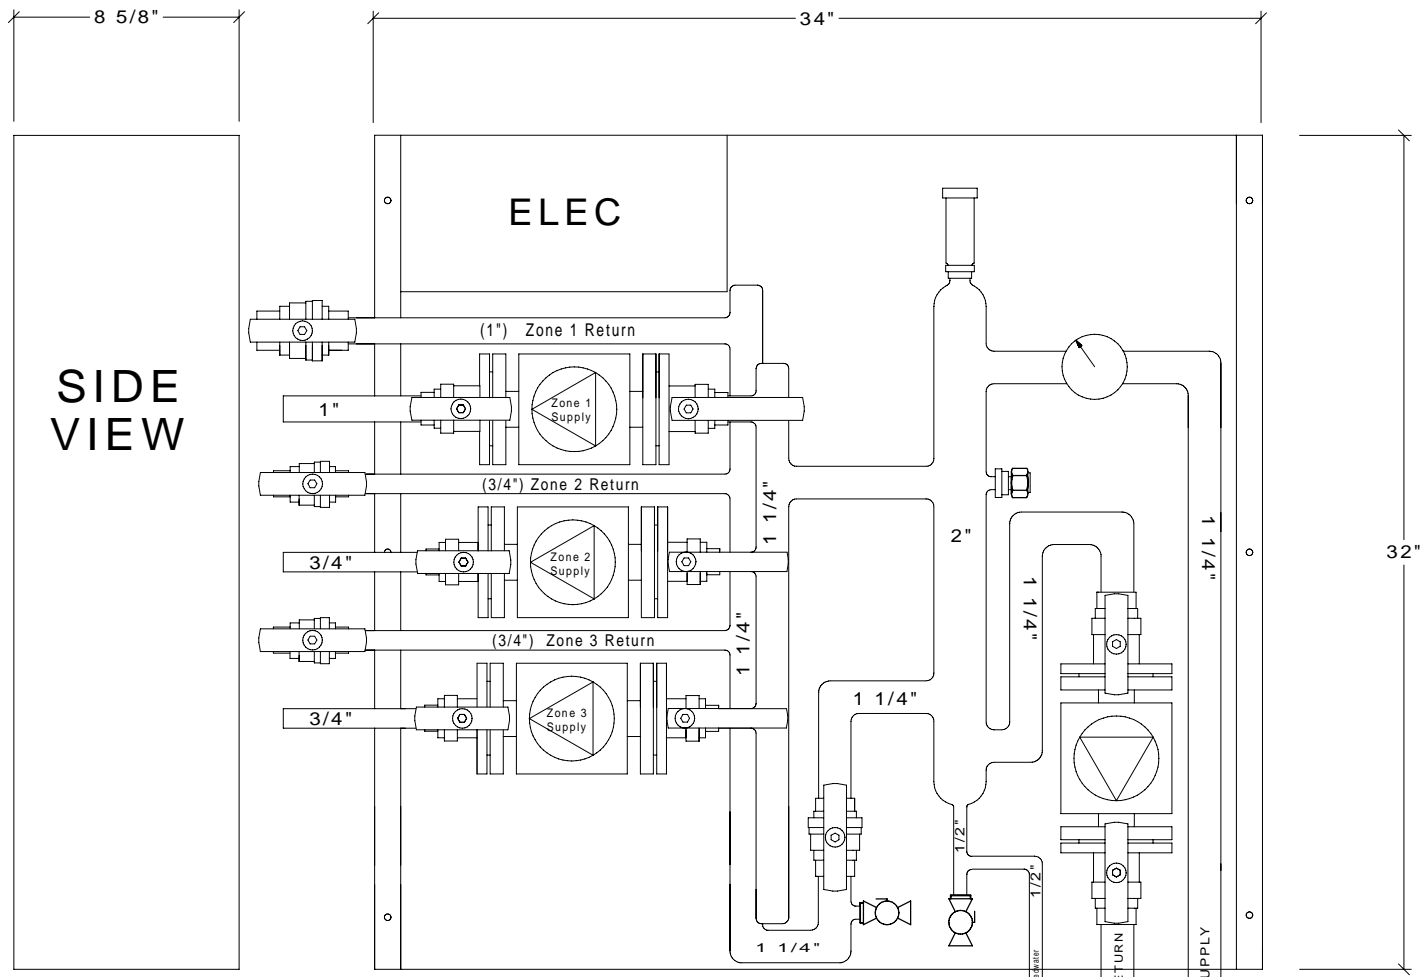 8 5/8"
34"
ELEC
(1") Zone 1 Return
SIDE
VIEW
1"
Zone 1
Supply
(3/4") Zone 2 Return
1 1/4"
2"
1 1/4"
32"
3/4"
Zone 2
Supply
1 1/4"
(3/4") Zone 3 Return
1 1/4"
1 1/4"
3/4"
Zone 3
Supply
1/2"
1/2"
1 1/4"